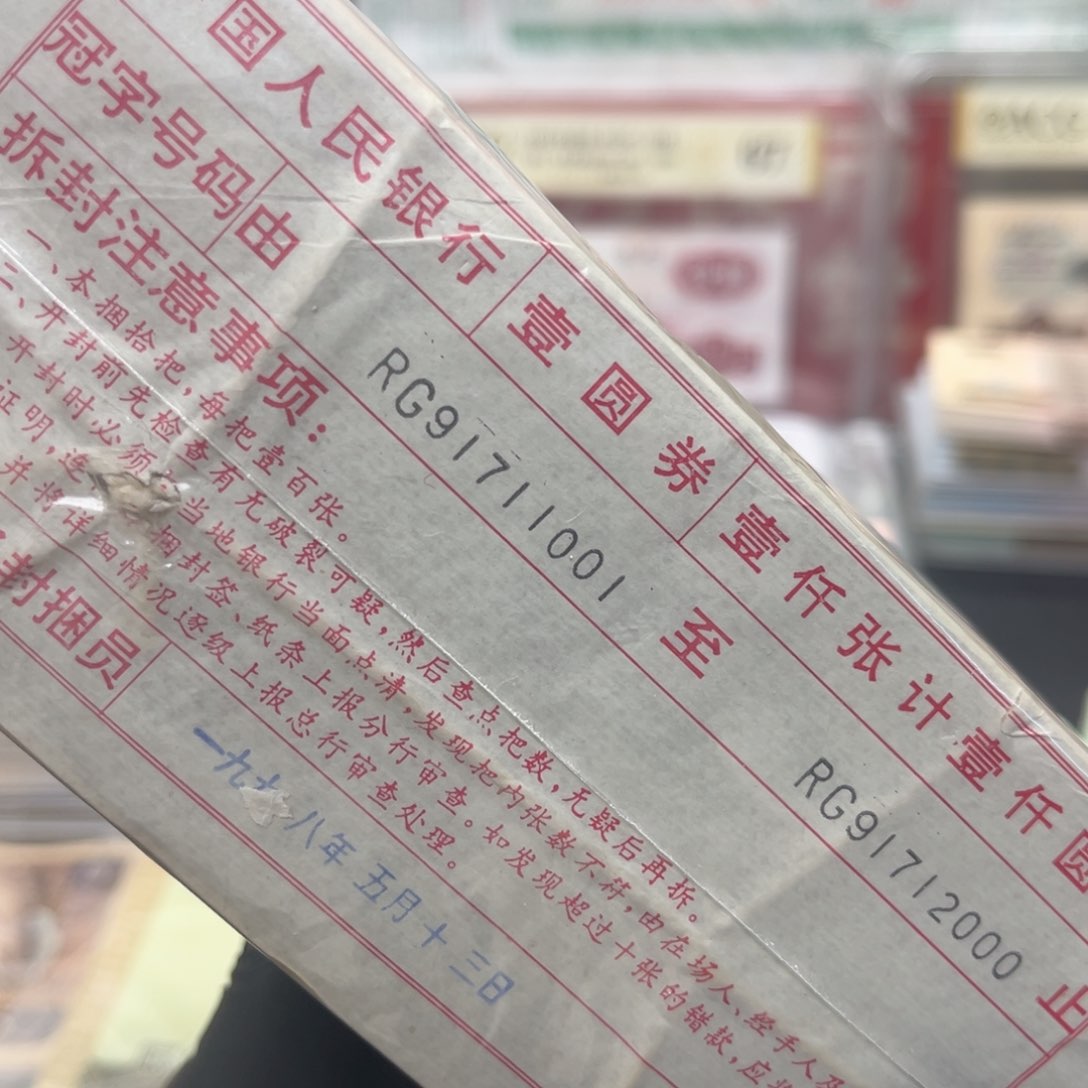 国人民银行 壹圆券 壹仟张计壹仟圆
冠字号码由 RG91711001 至 RG91712000 止
拆封注意事项：
一、本捆拾把，每把壹百张。
二、开封前先检查有无破裂可疑，然后查点把数，无疑后再拆。
开封时必须 当地银行当面点清，发现把内张数不符，由在场人、经手人
证明，连 捆封签、纸条上报分行审查。如发现超过十张的错款，应
并将详细情况逐级上报总行审查处理。
封捆员
一九 八年五月十三日